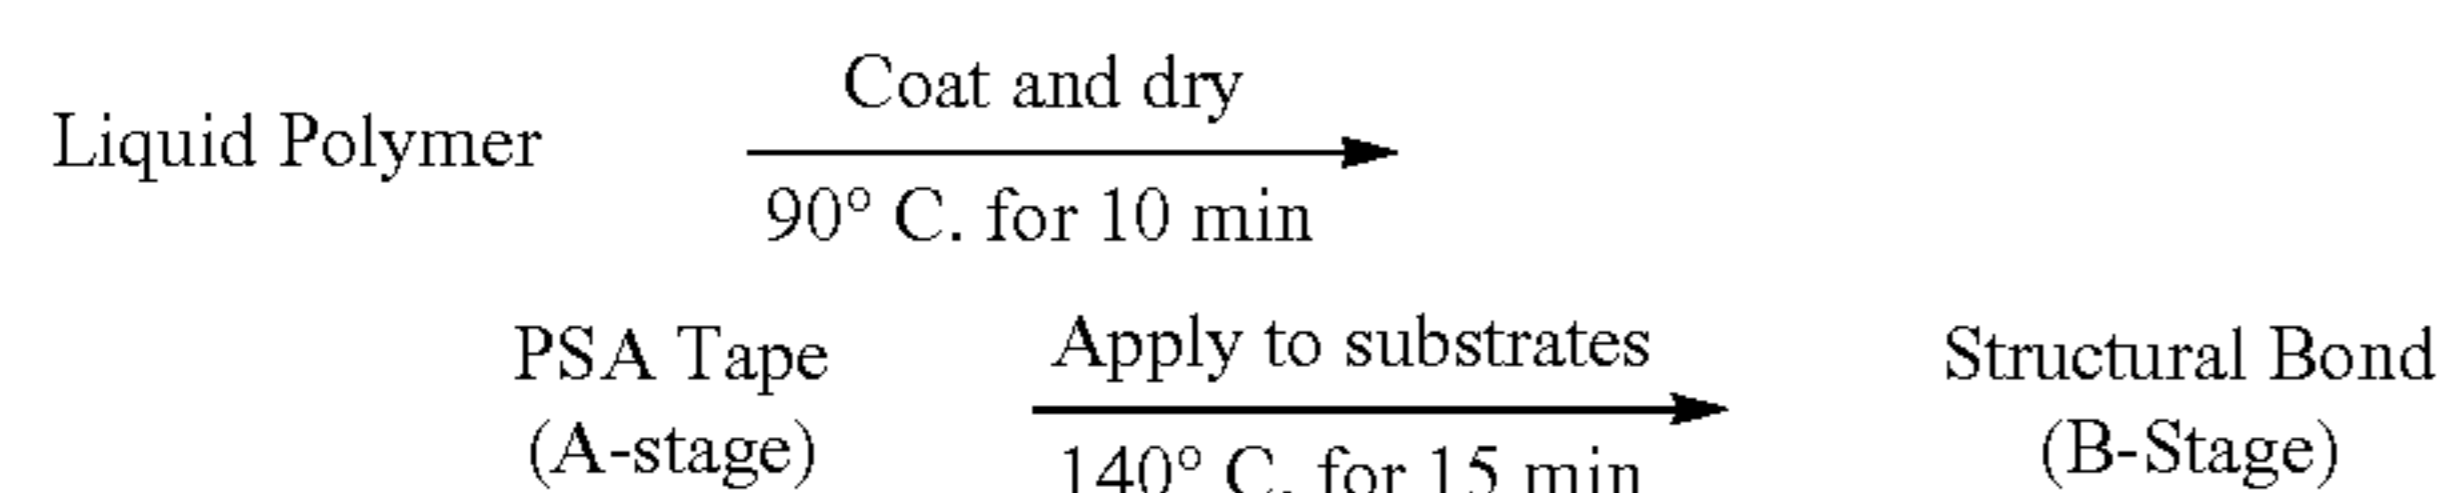 Coat and dry
Liquid Polymer
90° C. for 10 min
Apply to substrates
PSA Tape
Structural Bond
(A-stage)
(B-Stage)
140° C. for 15 min